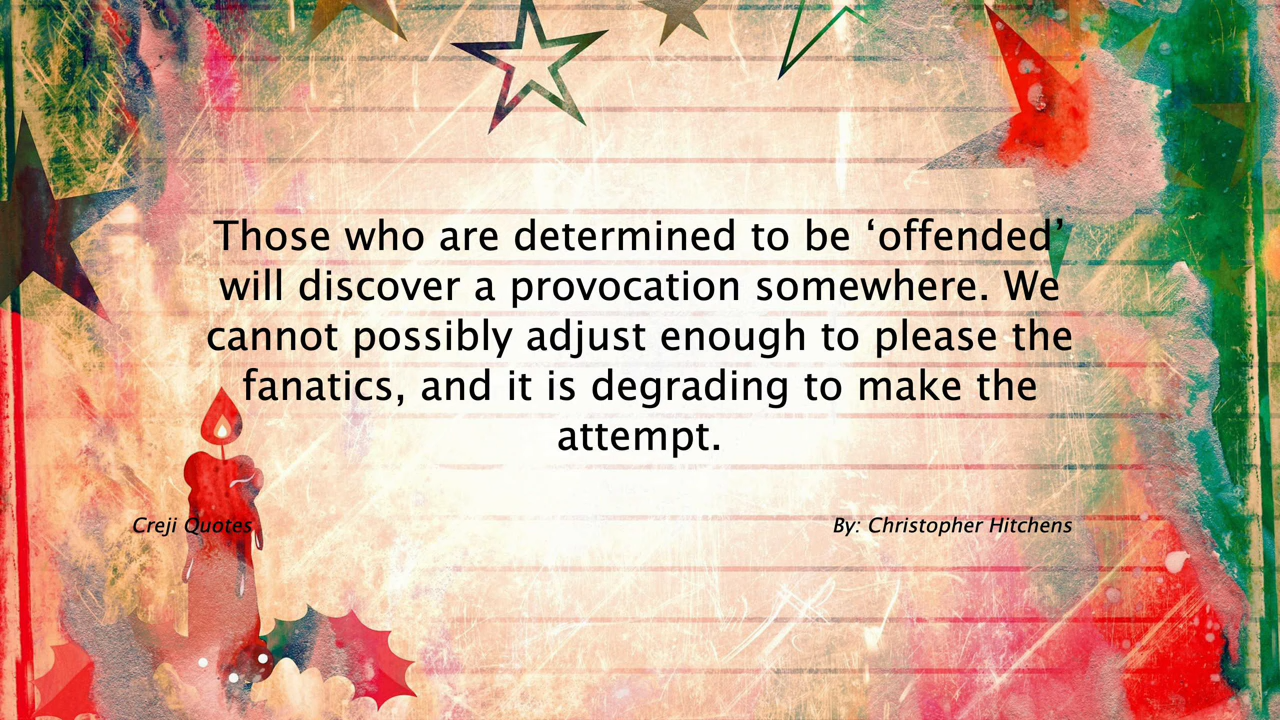 Those who are determined to be ‘offended’
will discover a provocation somewhere. We
cannot possibly adjust enough to please the
fanatics, and it is degrading to make the
attempt.
Creji Quotes
By: Christopher Hitchens